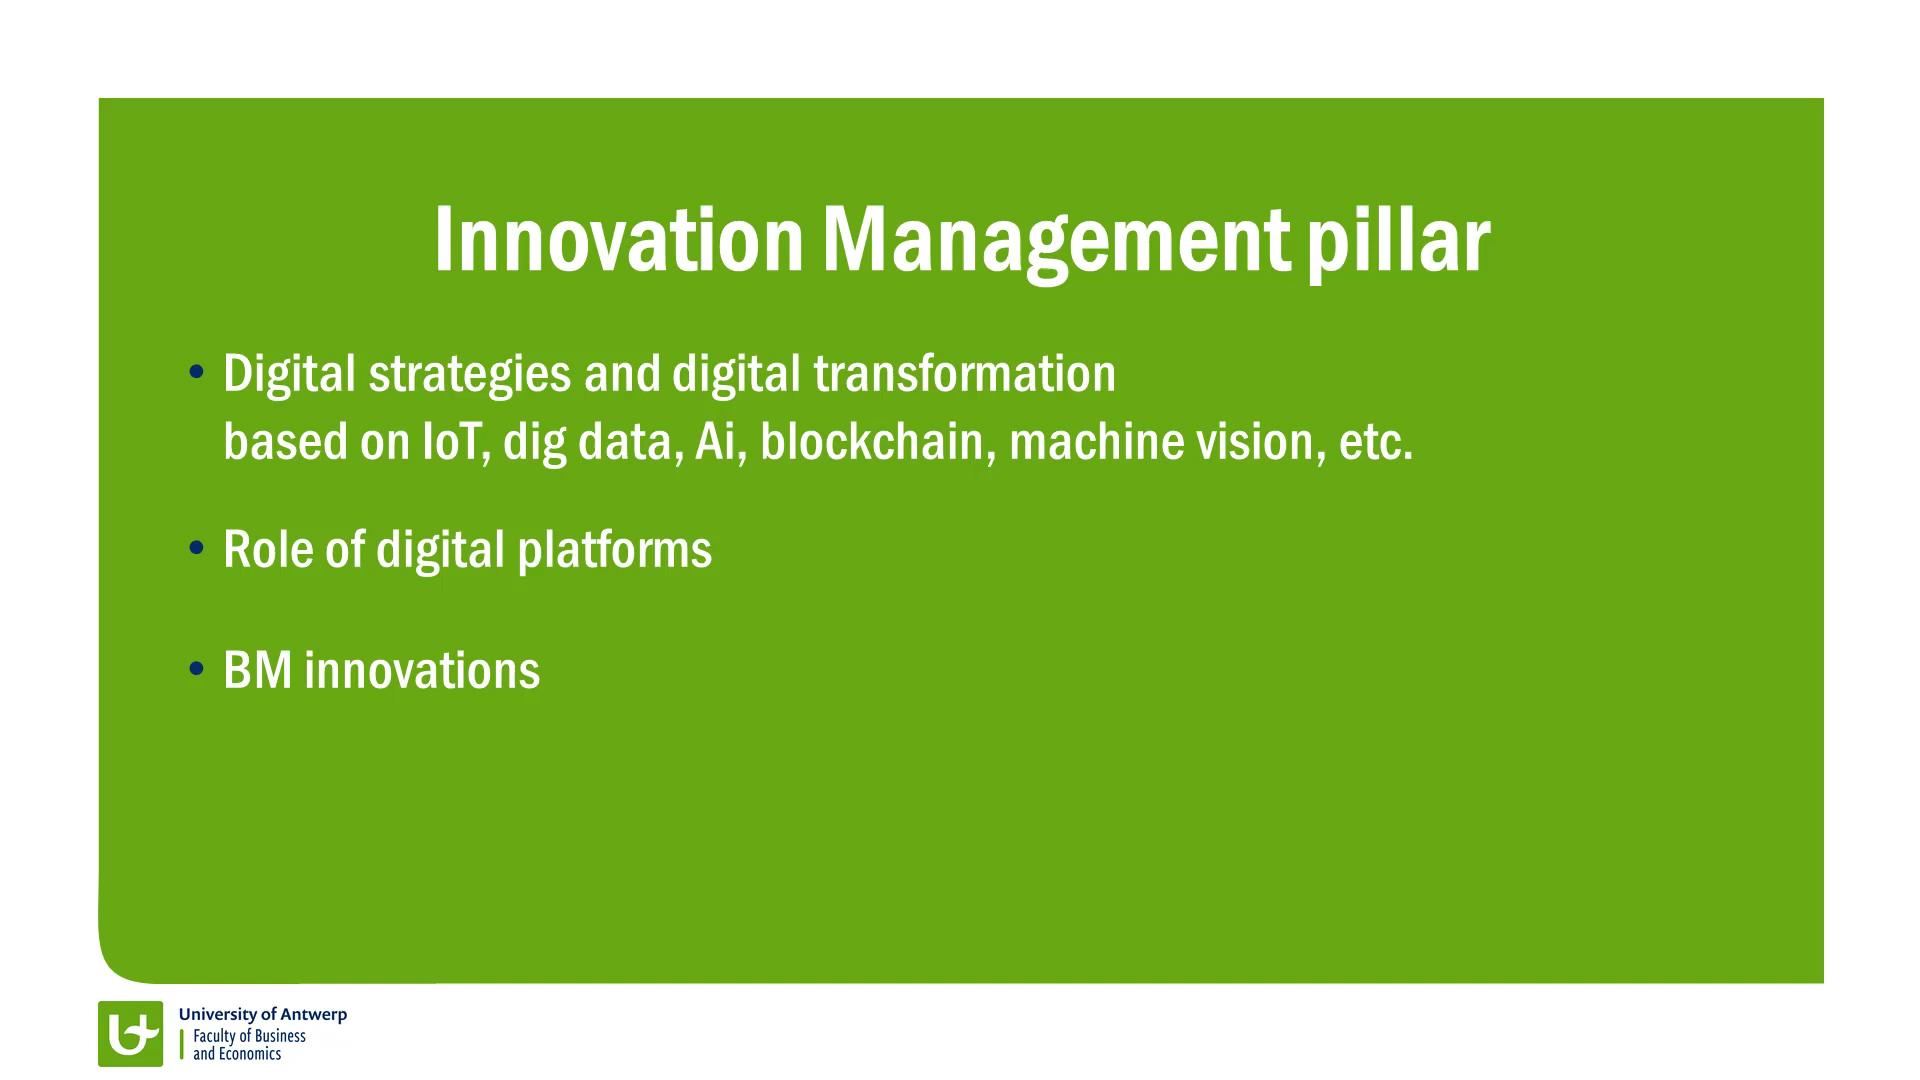 Innovation Management pillar
• Digital strategies and digital transformation
based on IoT, dig data, Ai, blockchain, machine vision, etc.
• Role of digital platforms
• BM innovations
University of Antwerp
Faculty of Business
and Economics